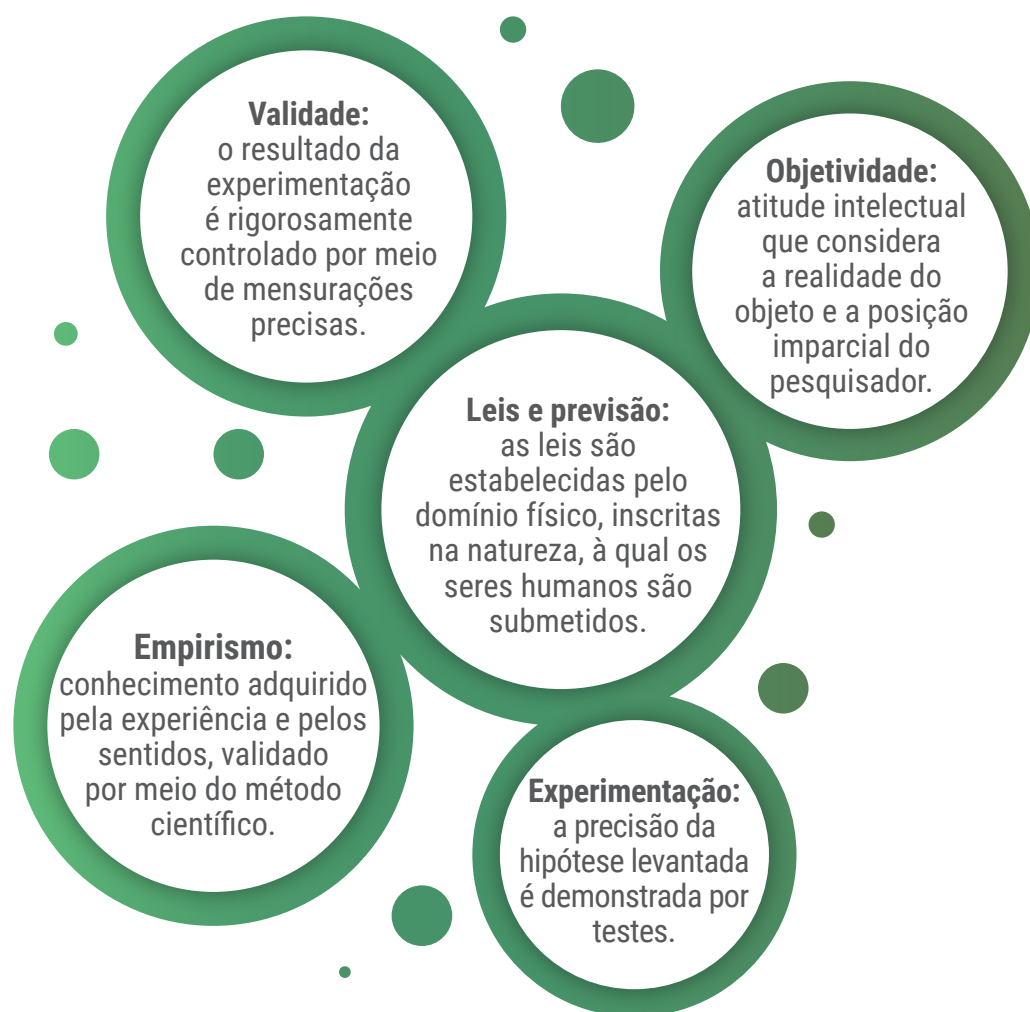 Validade:
o resultado da
experimentação
é rigorosamente
controlado por meio
de mensurações
precisas.
Objetividade:
atitude intelectual
que considera
a realidade do
objeto e a posição
imparcial do
pesquisador.
Leis e previsão:
as leis são
estabelecidas pelo
domínio físico, inscritas
na natureza, à qual os
seres humanos são
submetidos.
Empirismo:
conhecimento adquirido
pela experiência e pelos
sentidos, validado
por meio do método
científico.
Experimentação:
a precisão da
hipótese levantada
é demonstrada por
testes.